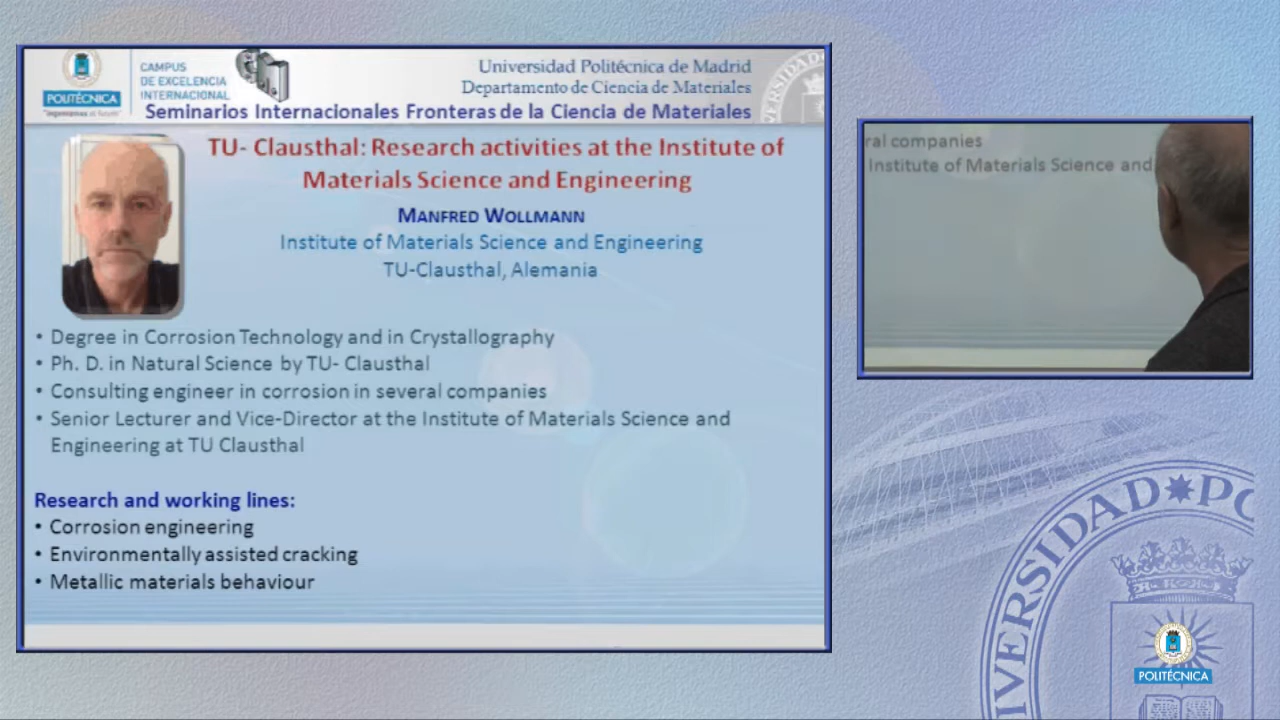 CAMPUS
DE EXCELENCIA
INTERNACIONAL
POLITÉCNICA
"Ingeniamos el futuro"
Universidad Politécnica de Madrid
Departamento de Ciencia de Materiales
Seminarios Internacionales Fronteras de la Ciencia de Materiales
TU- Clausthal: Research activities at the Institute of
Materials Science and Engineering
MANFRED WOLLMANN
Institute of Materials Science and Engineering
TU-Clausthal, Alemania
• Degree in Corrosion Technology and in Crystallography
• Ph. D. in Natural Science by TU- Clausthal
• Consulting engineer in corrosion in several companies
• Senior Lecturer and Vice-Director at the Institute of Materials Science and
Engineering at TU Clausthal
Research and working lines:
• Corrosion engineering
• Environmentally assisted cracking
• Metallic materials behaviour
ral companies
Institute of Materials Science and
IVERSIDAD PO
POLITÉCNICA